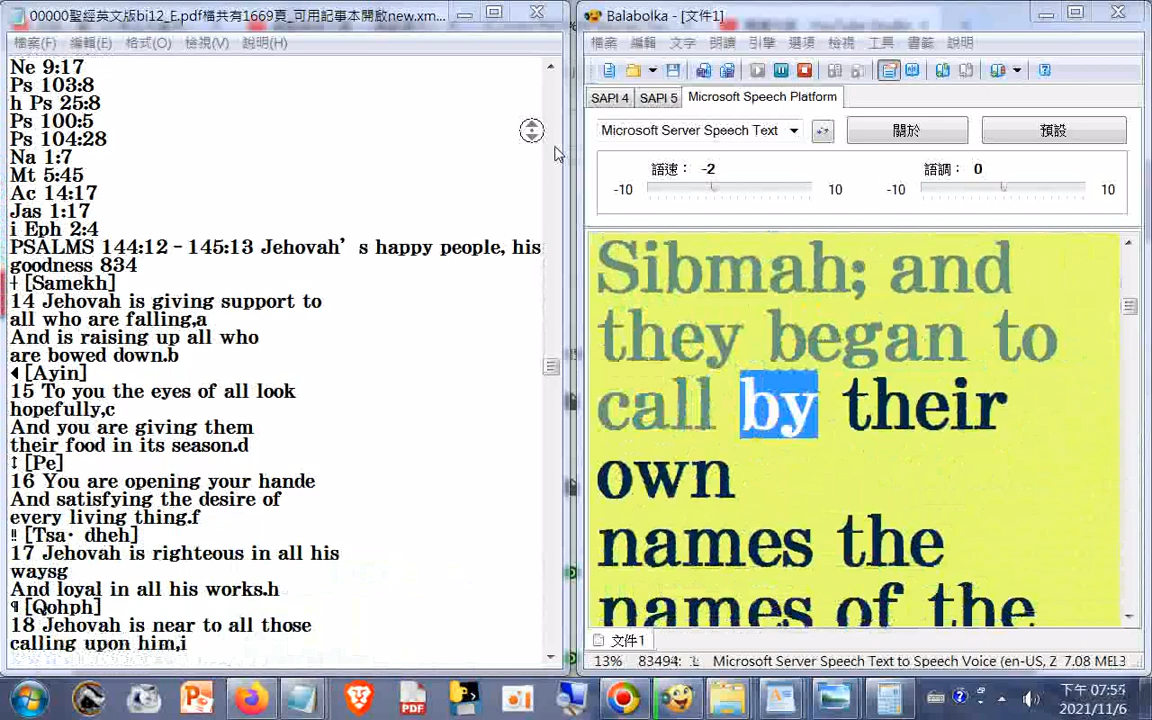 00000聖經英文版bi12_E.pdf檔共有1669頁_可用記事本開啟new.xm...
檔案(F) 編輯(E) 格式(O) 檢視(V) 說明(H)
Ne 9:17
Ps 103:8
h Ps 25:8
Ps 100:5
Ps 104:28
Na 1:7
Mt 5:45
Ac 14:17
Jas 1:17
i Eph 2:4
PSALMS 144:12–145:13 Jehovah’s happy people, his
goodness 834
[Samekh]
14 Jehovah is giving support to
all who are falling,a
And is raising up all who
are bowed down.b
[Ayin]
15 To you the eyes of all look
hopefully,c
And you are giving them
their food in its season.d
↕ [Pe]
16 You are opening your hande
And satisfying the desire of
every living thing.f
‼ [Tsa·dheh]
17 Jehovah is righteous in all his
waysg
And loyal in all his works.h
¶ [Qohph]
18 Jehovah is near to all those
calling upon him,i
Balabolka - [文件1]
檔案 編輯 文字 朗讀 引擎 選項 檢視 工具 書籤 說明
SAPI 4 SAPI 5 Microsoft Speech Platform
Microsoft Server Speech Text 關於 預設
語速： -2 語調： 0
-10 10 -10 10
Sibmah; and
they began to
call by their
own
names the
names of the
文件1
13% Microsoft Server Speech Text to Speech Voice (en-US, Z 7.08 MB
下午 07:55
2021/11/6